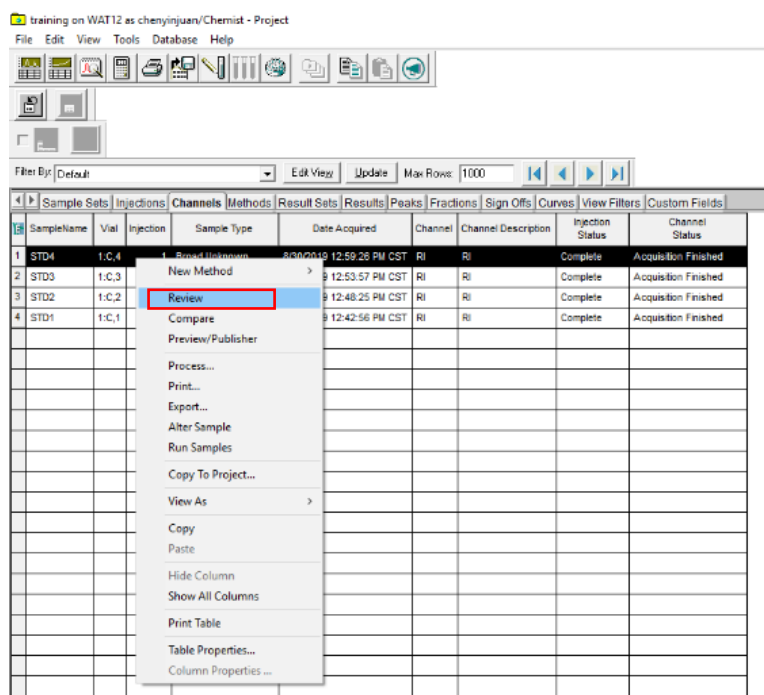 training on WAT12 as chenyinjuan/Chemist - Project
File Edit View Tools Database Help
Filter By: Default Edit View Update Max Rows: 1000
Sample Sets Injections Channels Methods Result Sets Results Peaks Fractions Sign Offs Curves View Filters Custom Fields
SampleName Vial Injection Sample Type Date Acquired Channel Channel Description Injection Status Channel Status
1 STD4 1:C,4 1 Broad Unknown 8/30/2019 12:59:26 PM CST RI RI Complete Acquisition Finished
2 STD3 1:C,3 9 12:53:57 PM CST RI RI Complete Acquisition Finished
3 STD2 1:C,2 9 12:48:25 PM CST RI RI Complete Acquisition Finished
4 STD1 1:C,1 9 12:42:56 PM CST RI RI Complete Acquisition Finished
New Method
Review
Compare
Preview/Publisher
Process...
Print...
Export...
Alter Sample
Run Samples
Copy To Project...
View As
Copy
Paste
Hide Column
Show All Columns
Print Table
Table Properties...
Column Properties ...